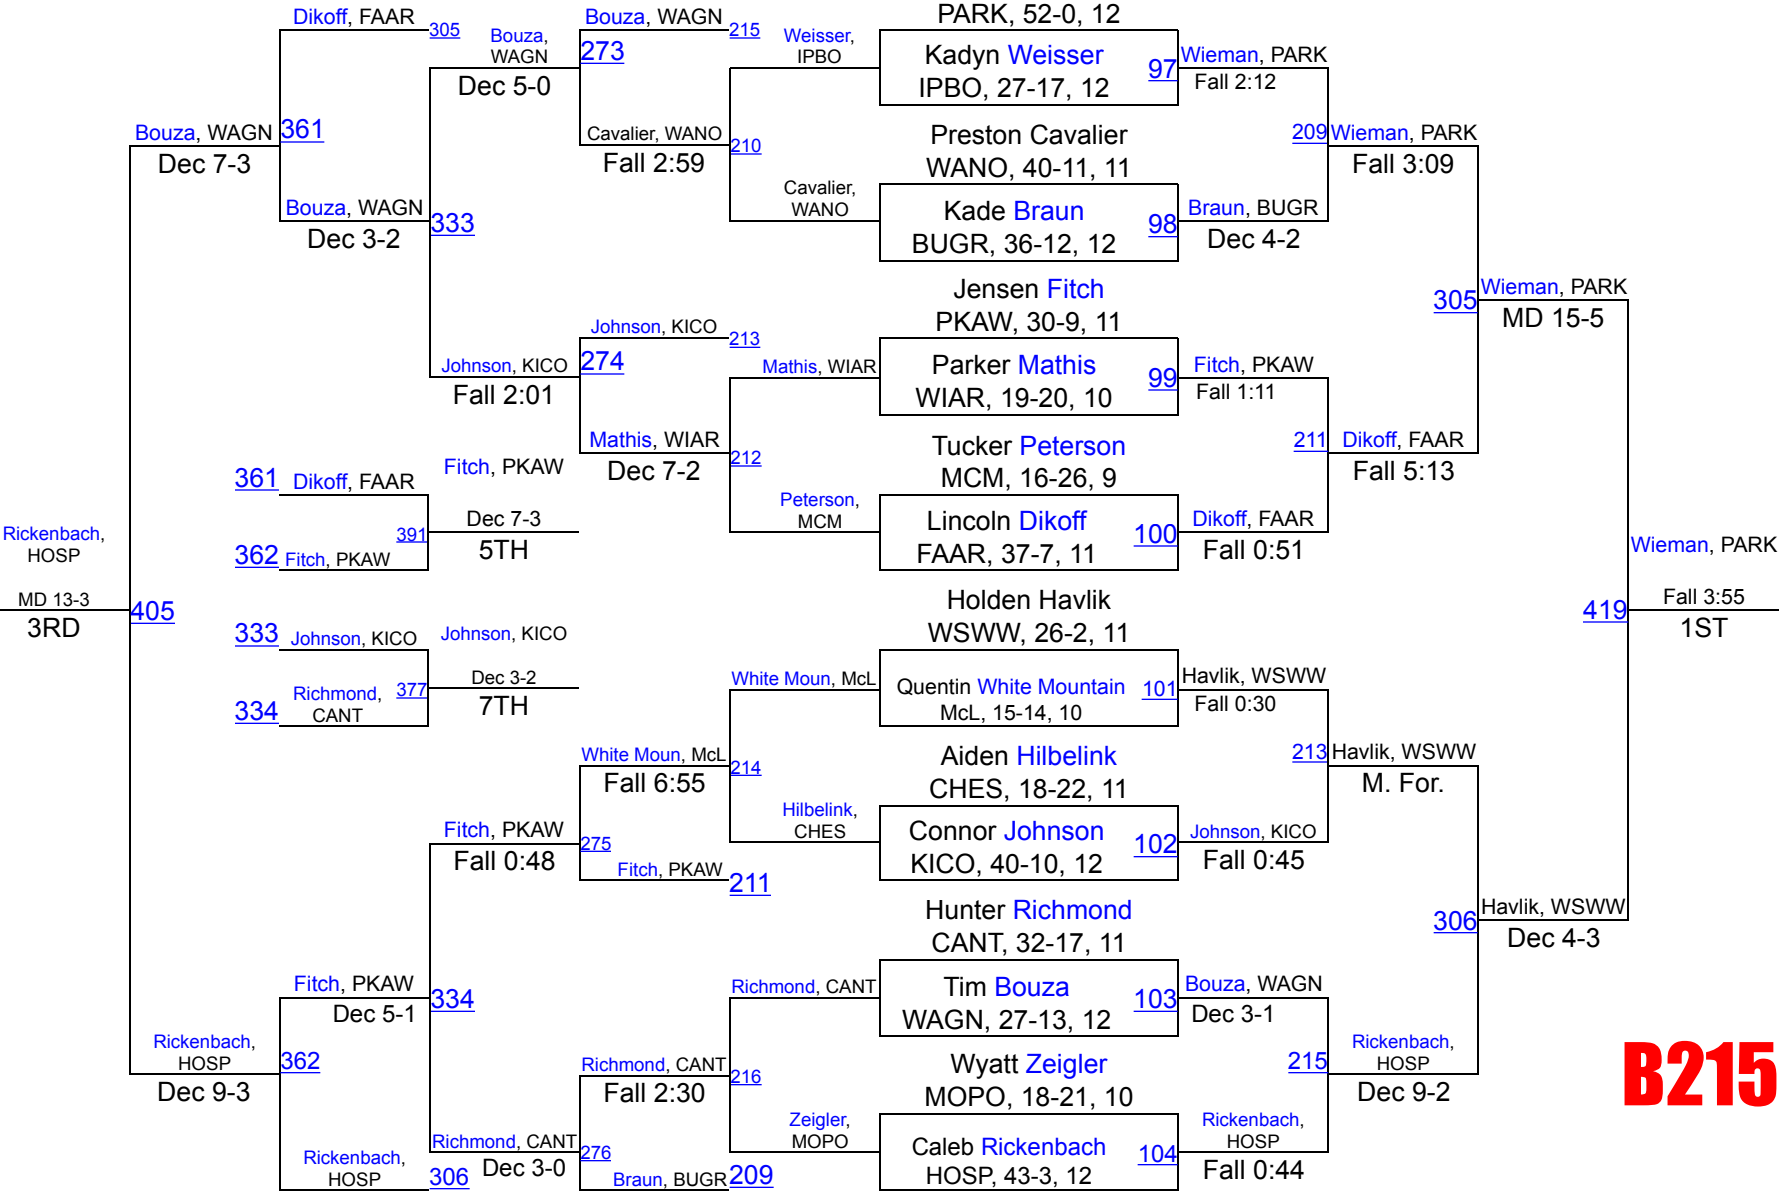 Dikoff, FAAR
305
Bouza, WAGN
361
Dec 7-3
Bouza, WAGN
333
Dec 3-2
Bouza,
WAGN
273
Dec 5-0
Bouza, WAGN
215
Cavalier, WANO
210
Fall 2:59
Weisser,
IPBO
Cavalier,
WANO
Johnson, KICO
274
Fall 2:01
Johnson, KICO
213
Mathis, WIAR
212
Dec 7-2
Mathis, WIAR
Peterson,
MCM
361 Dikoff, FAAR
362 Fitch, PKAW
391
Fitch, PKAW
Dec 7-3
5TH
333 Johnson, KICO
334
Richmond,
CANT
377
Johnson, KICO
Dec 3-2
7TH
Rickenbach,
HOSP
MD 13-3
405
3RD
White Moun, McL
214
Fall 6:55
White Moun, McL
Hilbelink,
CHES
Fitch, PKAW
275
Fall 0:48
Fitch, PKAW
211
Fitch, PKAW
334
Dec 5-1
Rickenbach,
HOSP
362
Dec 9-3
Rickenbach,
HOSP
306
Richmond, CANT
276
Dec 3-0
Richmond, CANT
216
Fall 2:30
Braun, BUGR
209
Richmond, CANT
Zeigler,
MOPO
PARK, 52-0, 12
Kadyn Weisser
IPBO, 27-17, 12
97
Preston Cavalier
WANO, 40-11, 11
Kade Braun
BUGR, 36-12, 12
98
Jensen Fitch
PKAW, 30-9, 11
Parker Mathis
WIAR, 19-20, 10
99
Tucker Peterson
MCM, 16-26, 9
Lincoln Dikoff
FAAR, 37-7, 11
100
Holden Havlik
WSWW, 26-2, 11
Quentin White Mountain
McL, 15-14, 10
101
Aiden Hilbelink
CHES, 18-22, 11
Connor Johnson
KICO, 40-10, 12
102
Hunter Richmond
CANT, 32-17, 11
Tim Bouza
WAGN, 27-13, 12
103
Wyatt Zeigler
MOPO, 18-21, 10
Caleb Rickenbach
HOSP, 43-3, 12
104
Wieman, PARK
Fall 2:12
Braun, BUGR
Dec 4-2
Fitch, PKAW
Fall 1:11
Dikoff, FAAR
Fall 0:51
Havlik, WSWW
Fall 0:30
Johnson, KICO
Fall 0:45
Bouza, WAGN
Dec 3-1
Rickenbach,
HOSP
Fall 0:44
209 Wieman, PARK
Fall 3:09
211 Dikoff, FAAR
Fall 5:13
213 Havlik, WSWW
M. For.
215
Rickenbach,
HOSP
Dec 9-2
305
Wieman, PARK
MD 15-5
306
Havlik, WSWW
Dec 4-3
Wieman, PARK
419
Fall 3:55
1ST
B215